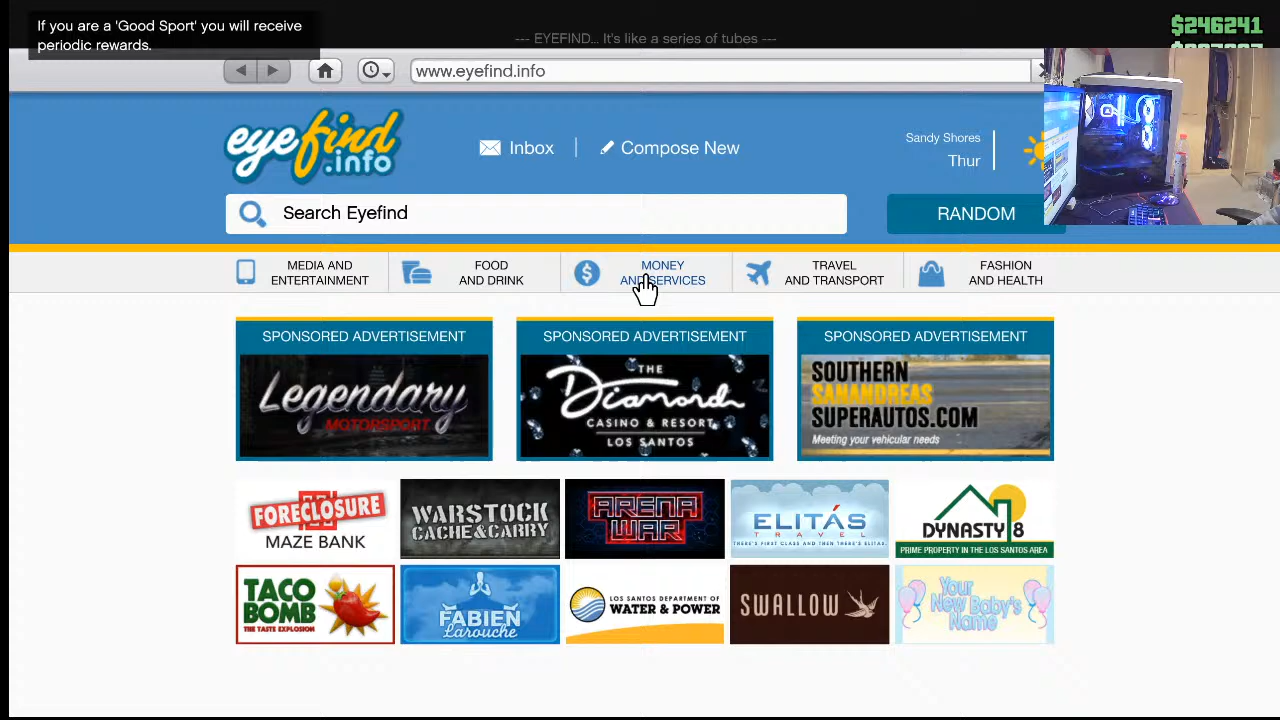 If you are a 'Good Sport' you will receive
periodic rewards.
$246241
--- EYEFIND... It's like a series of tubes ---
www.eyefind.info
eyefind
.info
Inbox
Compose New
Sandy Shores
Thur
Search Eyefind
RANDOM
MEDIA AND
ENTERTAINMENT
FOOD
AND DRINK
MONEY
AND SERVICES
TRAVEL
AND TRANSPORT
FASHION
AND HEALTH
SPONSORED ADVERTISEMENT
Legendary
MOTORSPORT
SPONSORED ADVERTISEMENT
THE
Diamond
CASINO & RESORT
LOS SANTOS
SPONSORED ADVERTISEMENT
SOUTHERN
SANANDREAS
SUPERAUTOS.COM
Meeting your vehicular needs
FORECLOSURE
MAZE BANK
WARSTOCK
CACHE & CARRY
ARENA
WAR
ELITÁS
TRAVEL
THERE'S FIRST CLASS AND THEN THERE'S ELITAS.
DYNASTY 8
PRIME PROPERTY IN THE LOS SANTOS AREA
TACO
BOMB
THE TASTE EXPLOSION
FABIEN
Larouche
LOS SANTOS DEPARTMENT OF
WATER & POWER
SWALLOW
Your
New Baby's
Name